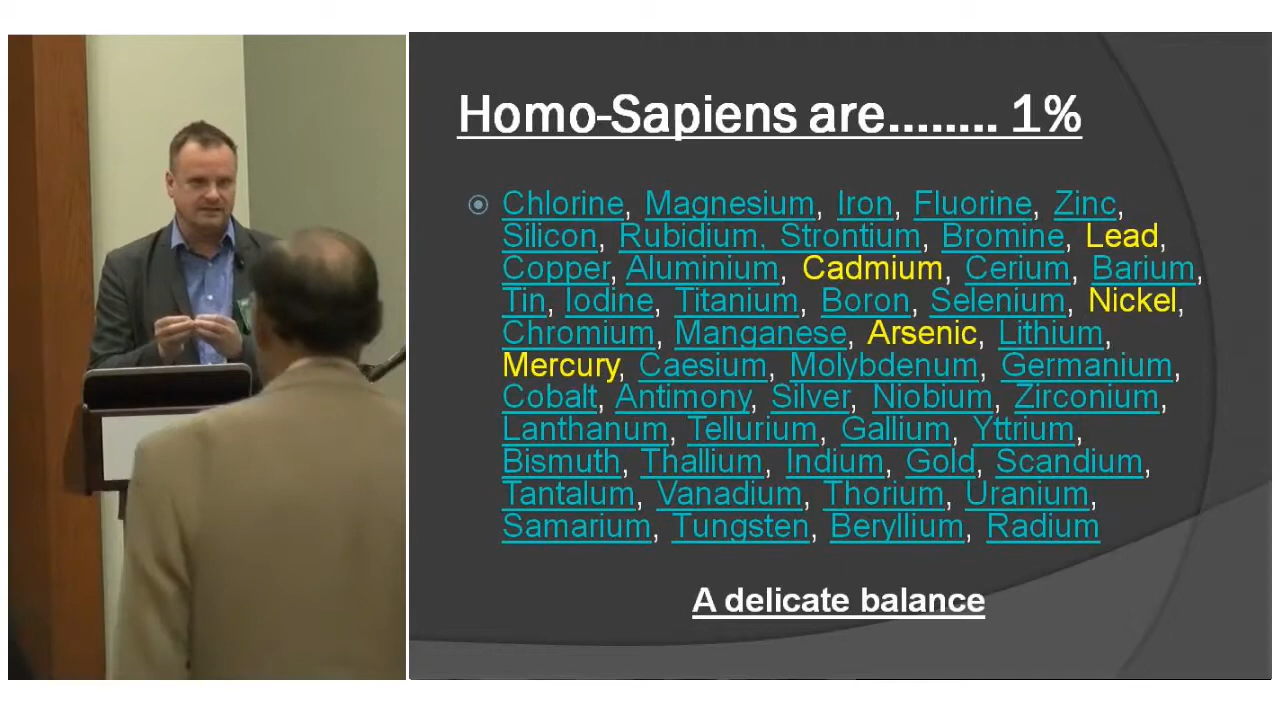 Homo-Sapiens are........ 1%
Chlorine, Magnesium, Iron, Fluorine, Zinc,
Silicon, Rubidium, Strontium, Bromine, Lead,
Copper, Aluminium, Cadmium, Cerium, Barium,
Tin, Iodine, Titanium, Boron, Selenium, Nickel,
Chromium, Manganese, Arsenic, Lithium,
Mercury, Caesium, Molybdenum, Germanium,
Cobalt, Antimony, Silver, Niobium, Zirconium,
Lanthanum, Tellurium, Gallium, Yttrium,
Bismuth, Thallium, Indium, Gold, Scandium,
Tantalum, Vanadium, Thorium, Uranium,
Samarium, Tungsten, Beryllium, Radium
A delicate balance